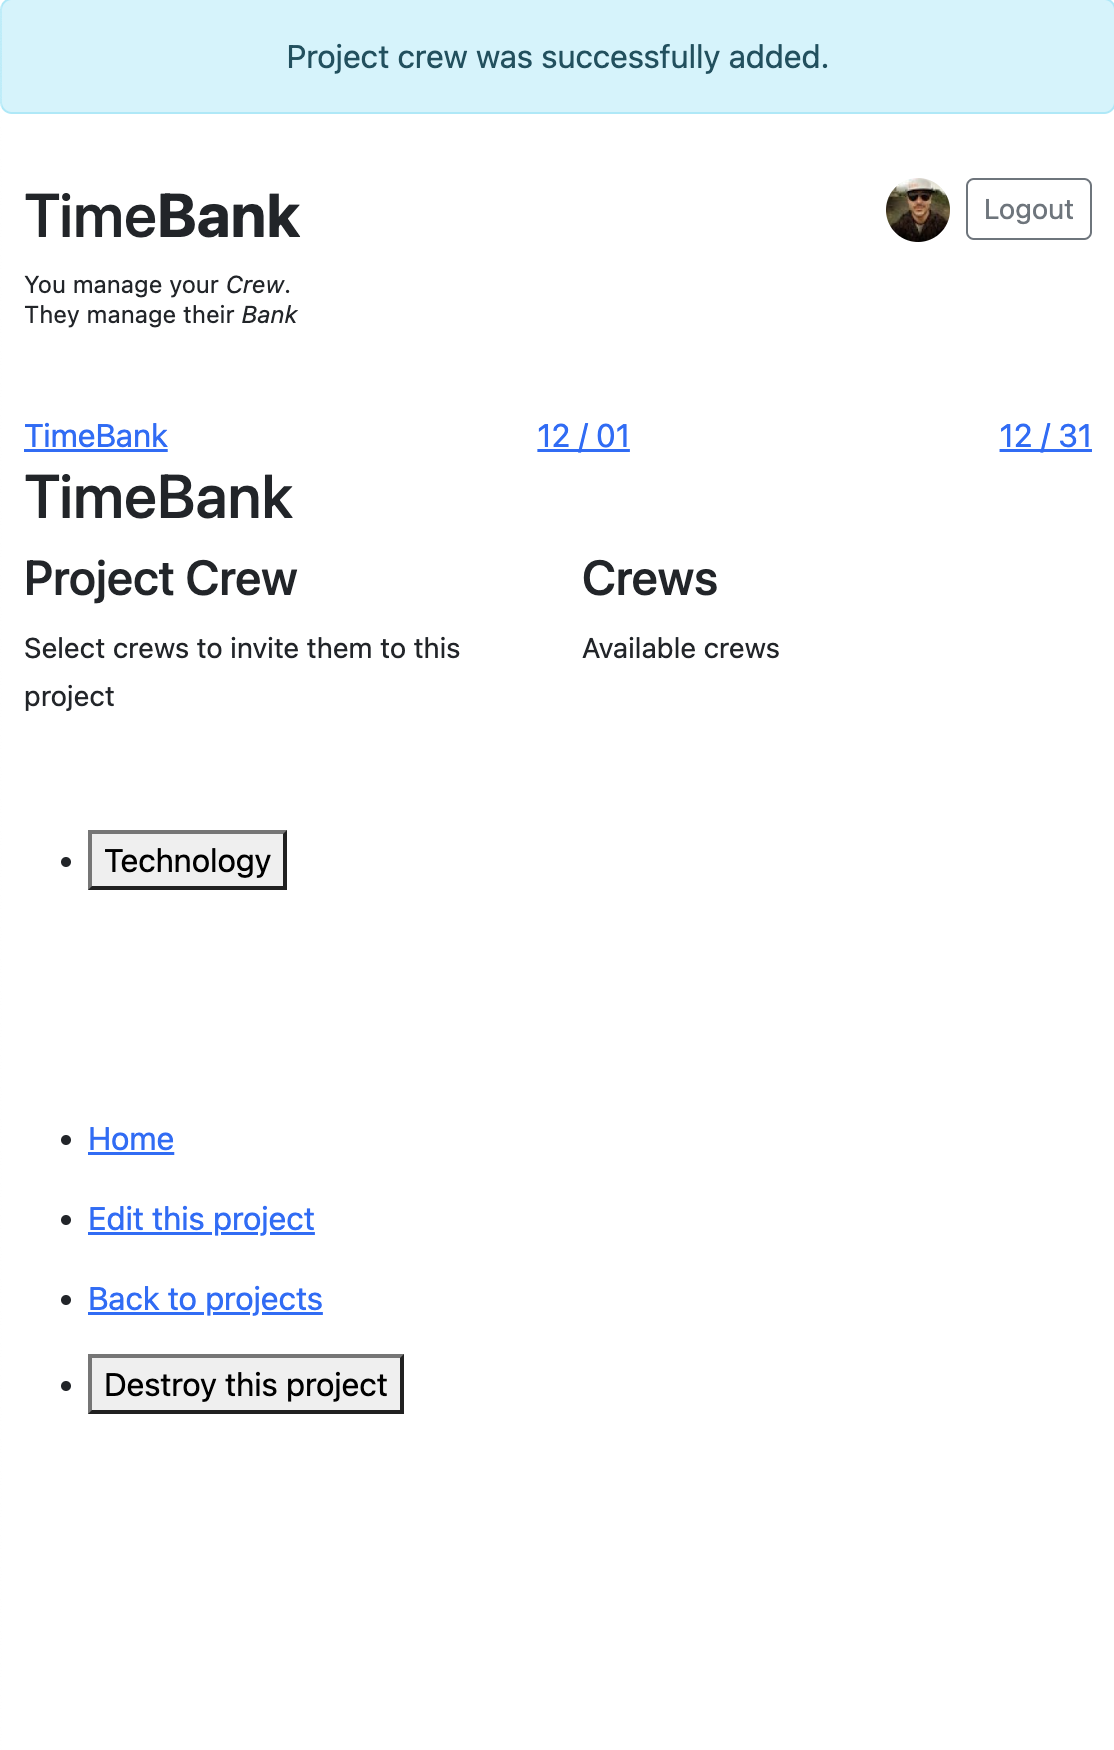 Project crew was successfully added.
TimeBank
Logout
You manage your Crew.
They manage their Bank
TimeBank
12 / 01
12 / 31
TimeBank
Project Crew
Select crews to invite them to this
project
Crews
Available crews
Technology
Home
Edit this project
Back to projects
Destroy this project